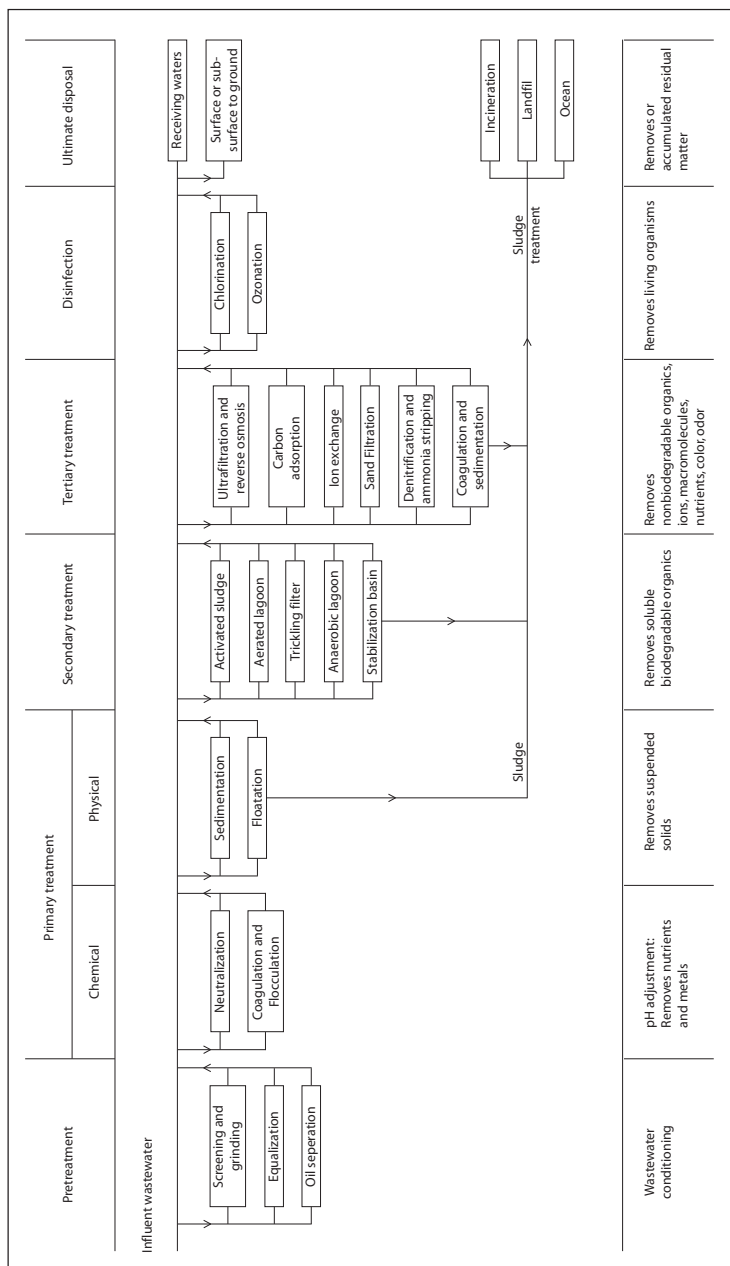 Pretreatment
Primary treatment
Chemical
Physical
Secondary treatment
Tertiary treatment
Disinfection
Ultimate disposal
Influent wastewater
Screening and
grinding
Equalization
Oil seperation
Neutralization
Coagulation and
Flocculation
Sedimentation
Floatation
Activated sludge
Aerated lagoon
Trickling filter
Anaerobic lagoon
Stabilization basin
Ultrafiltration and
reverse osmosis
Carbon
adsorption
Ion exchange
Sand Filtration
Denitrification and
ammonia stripping
Coagulation and
sedimentation
Chlorination
Ozonation
Receiving waters
Surface or sub-
surface to ground
Sludge
Sludge
treatment
Incineration
Landfil
Ocean
Wastewater
conditioning
pH adjustment:
Removes nutrients
and metals
Removes suspended
solids
Removes soluble
biodegradable organics
Removes
nonbiodegradable organics,
ions, macromolecules,
nutrients, color, odor
Removes living organisms
Removes or
accumulated residual
matter